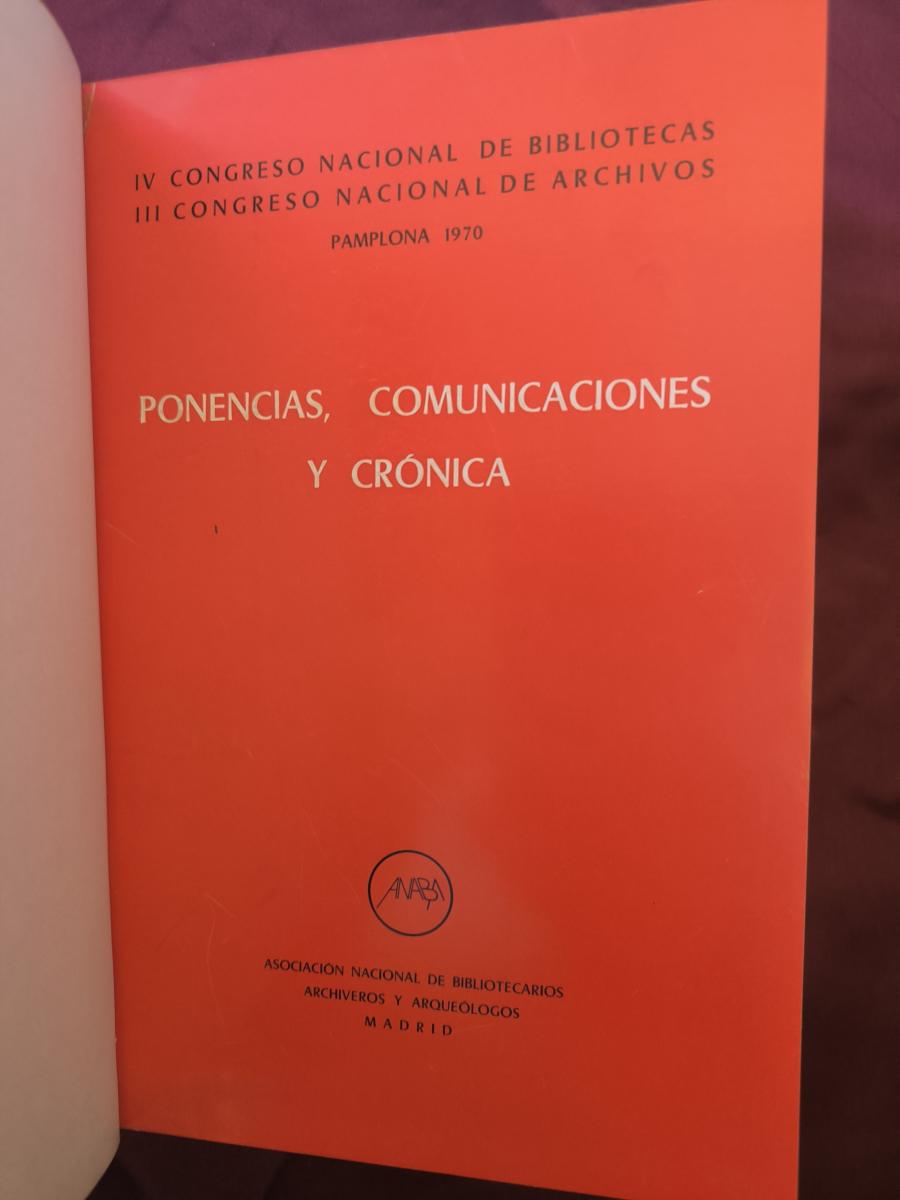 IV CONGRESO NACIONAL DE BIBLIOTECAS
III CONGRESO NACIONAL DE ARCHIVOS
PAMPLONA 1970
PONENCIAS, COMUNICACIONES
Y CRÓNICA
ANABA
ASOCIACIÓN NACIONAL DE BIBLIOTECARIOS
ARCHIVEROS Y ARQUEÓLOGOS
MADRID